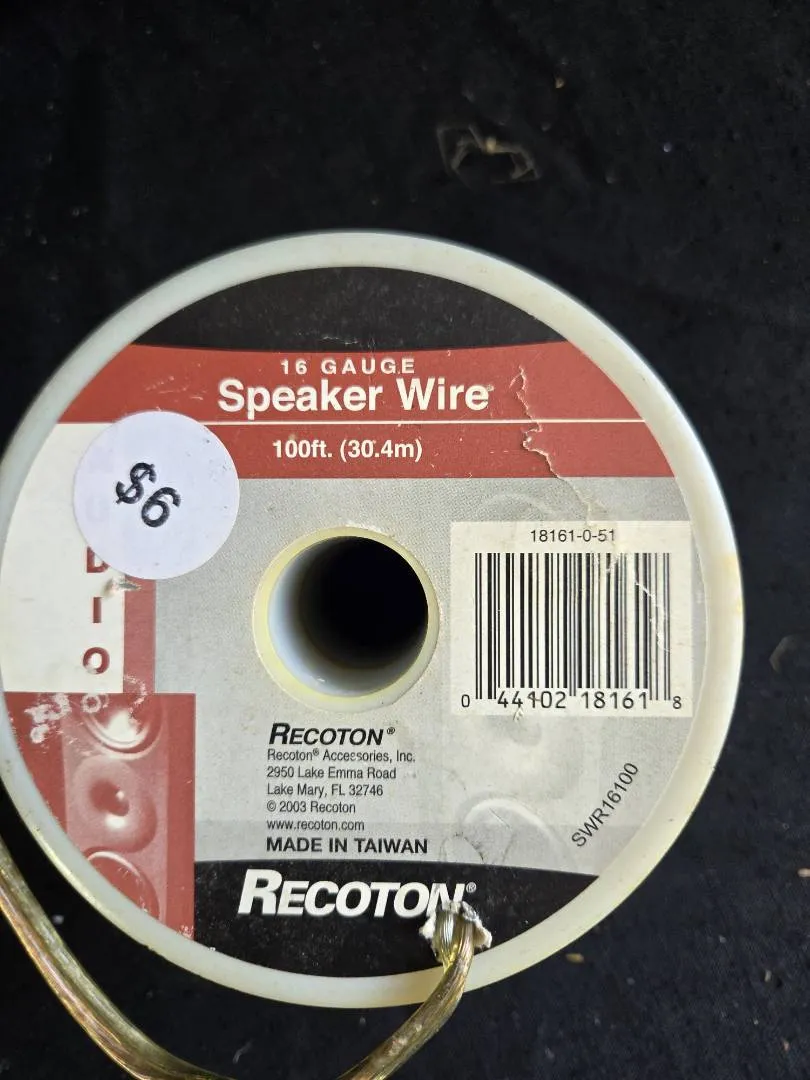 16 GAUGE
Speaker Wire
100ft. (30.4m)
$6
D
I
O
18161-0-51
0 44102 18161 8
RECOTON®
Recoton® Accessories, Inc.
2950 Lake Emma Road
Lake Mary, FL 32746
© 2003 Recoton
www.recoton.com
MADE IN TAIWAN
SWR16100
RECOTON®